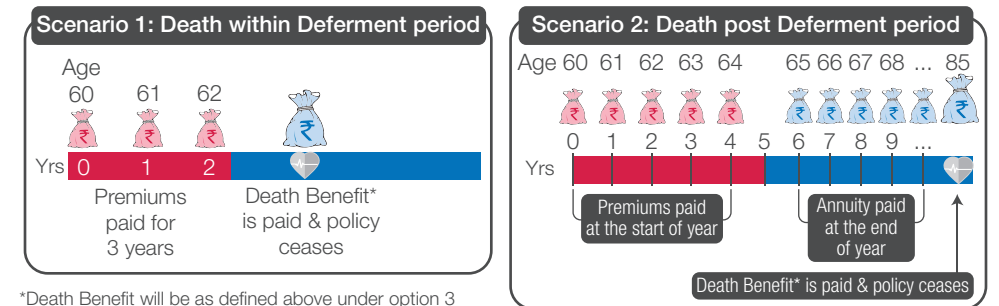 Scenario 1: Death within Deferment period
Age
60 61 62
₹ ₹ ₹ ₹
Yrs 0 1 2
Premiums
paid for
3 years
Death Benefit*
is paid & policy
ceases
*Death Benefit will be as defined above under option 3
Scenario 2: Death post Deferment period
Age 60 61 62 63 64 65 66 67 68 ... 85
₹ ₹ ₹ ₹ ₹ ₹ ₹ ₹ ₹ ₹ ₹
0 1 2 3 4 5 6 7 8 9 ...
Yrs
Premiums paid
at the start of year
Annuity paid
at the end
of year
Death Benefit* is paid & policy ceases